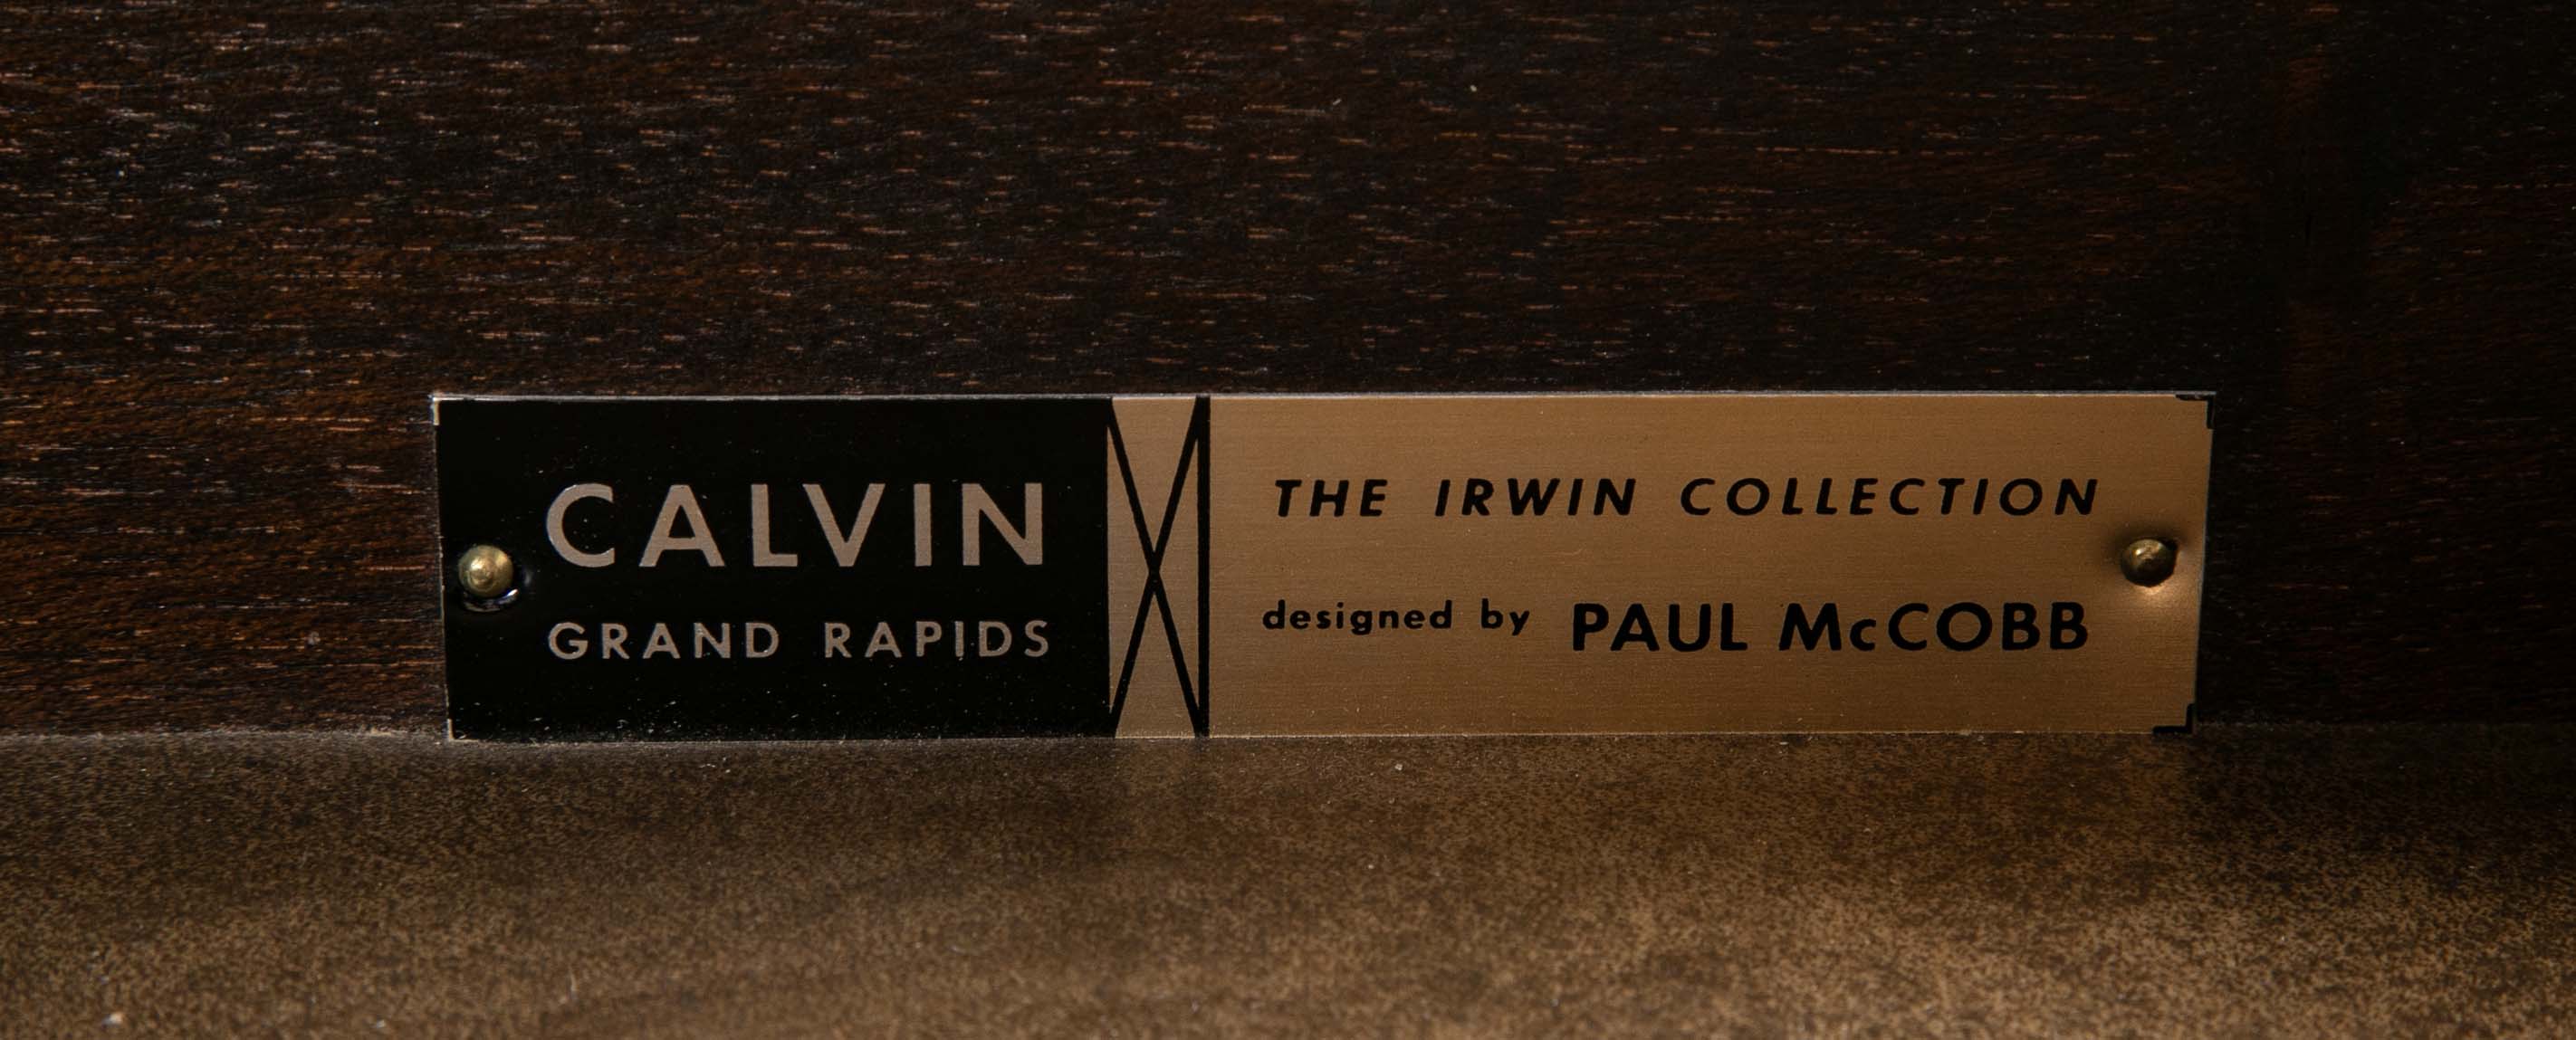 CALVIN
GRAND RAPIDS
THE IRWIN COLLECTION
designed by PAUL McCOBB